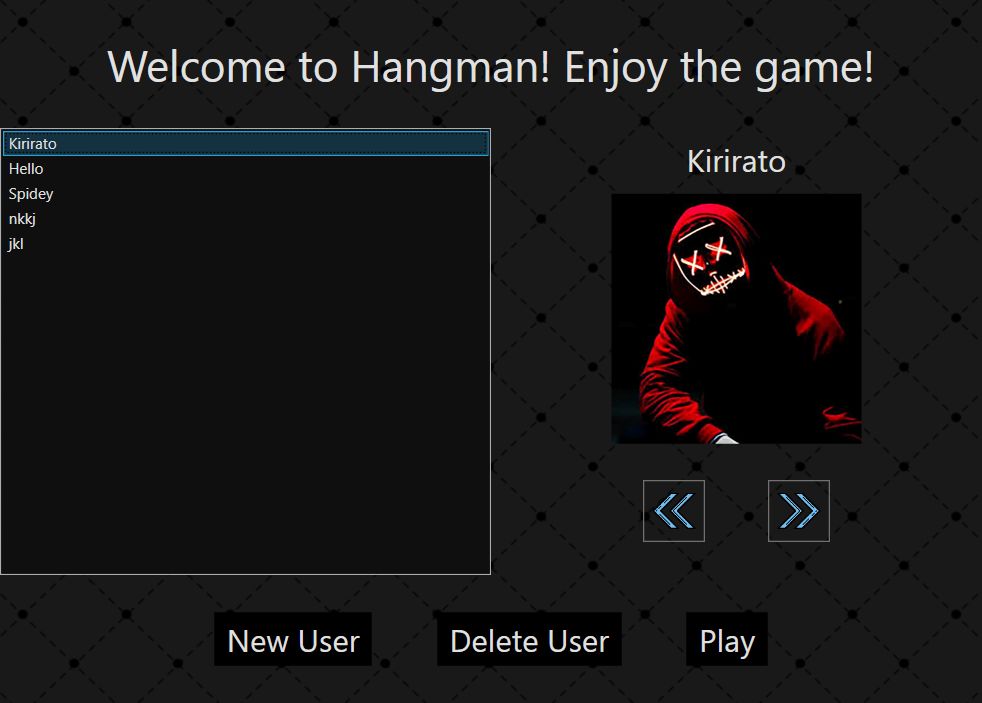 Welcome to Hangman! Enjoy the game!
Kirirato
Hello
Spidey
nkkj
jkl
Kirirato
New User
Delete User
Play